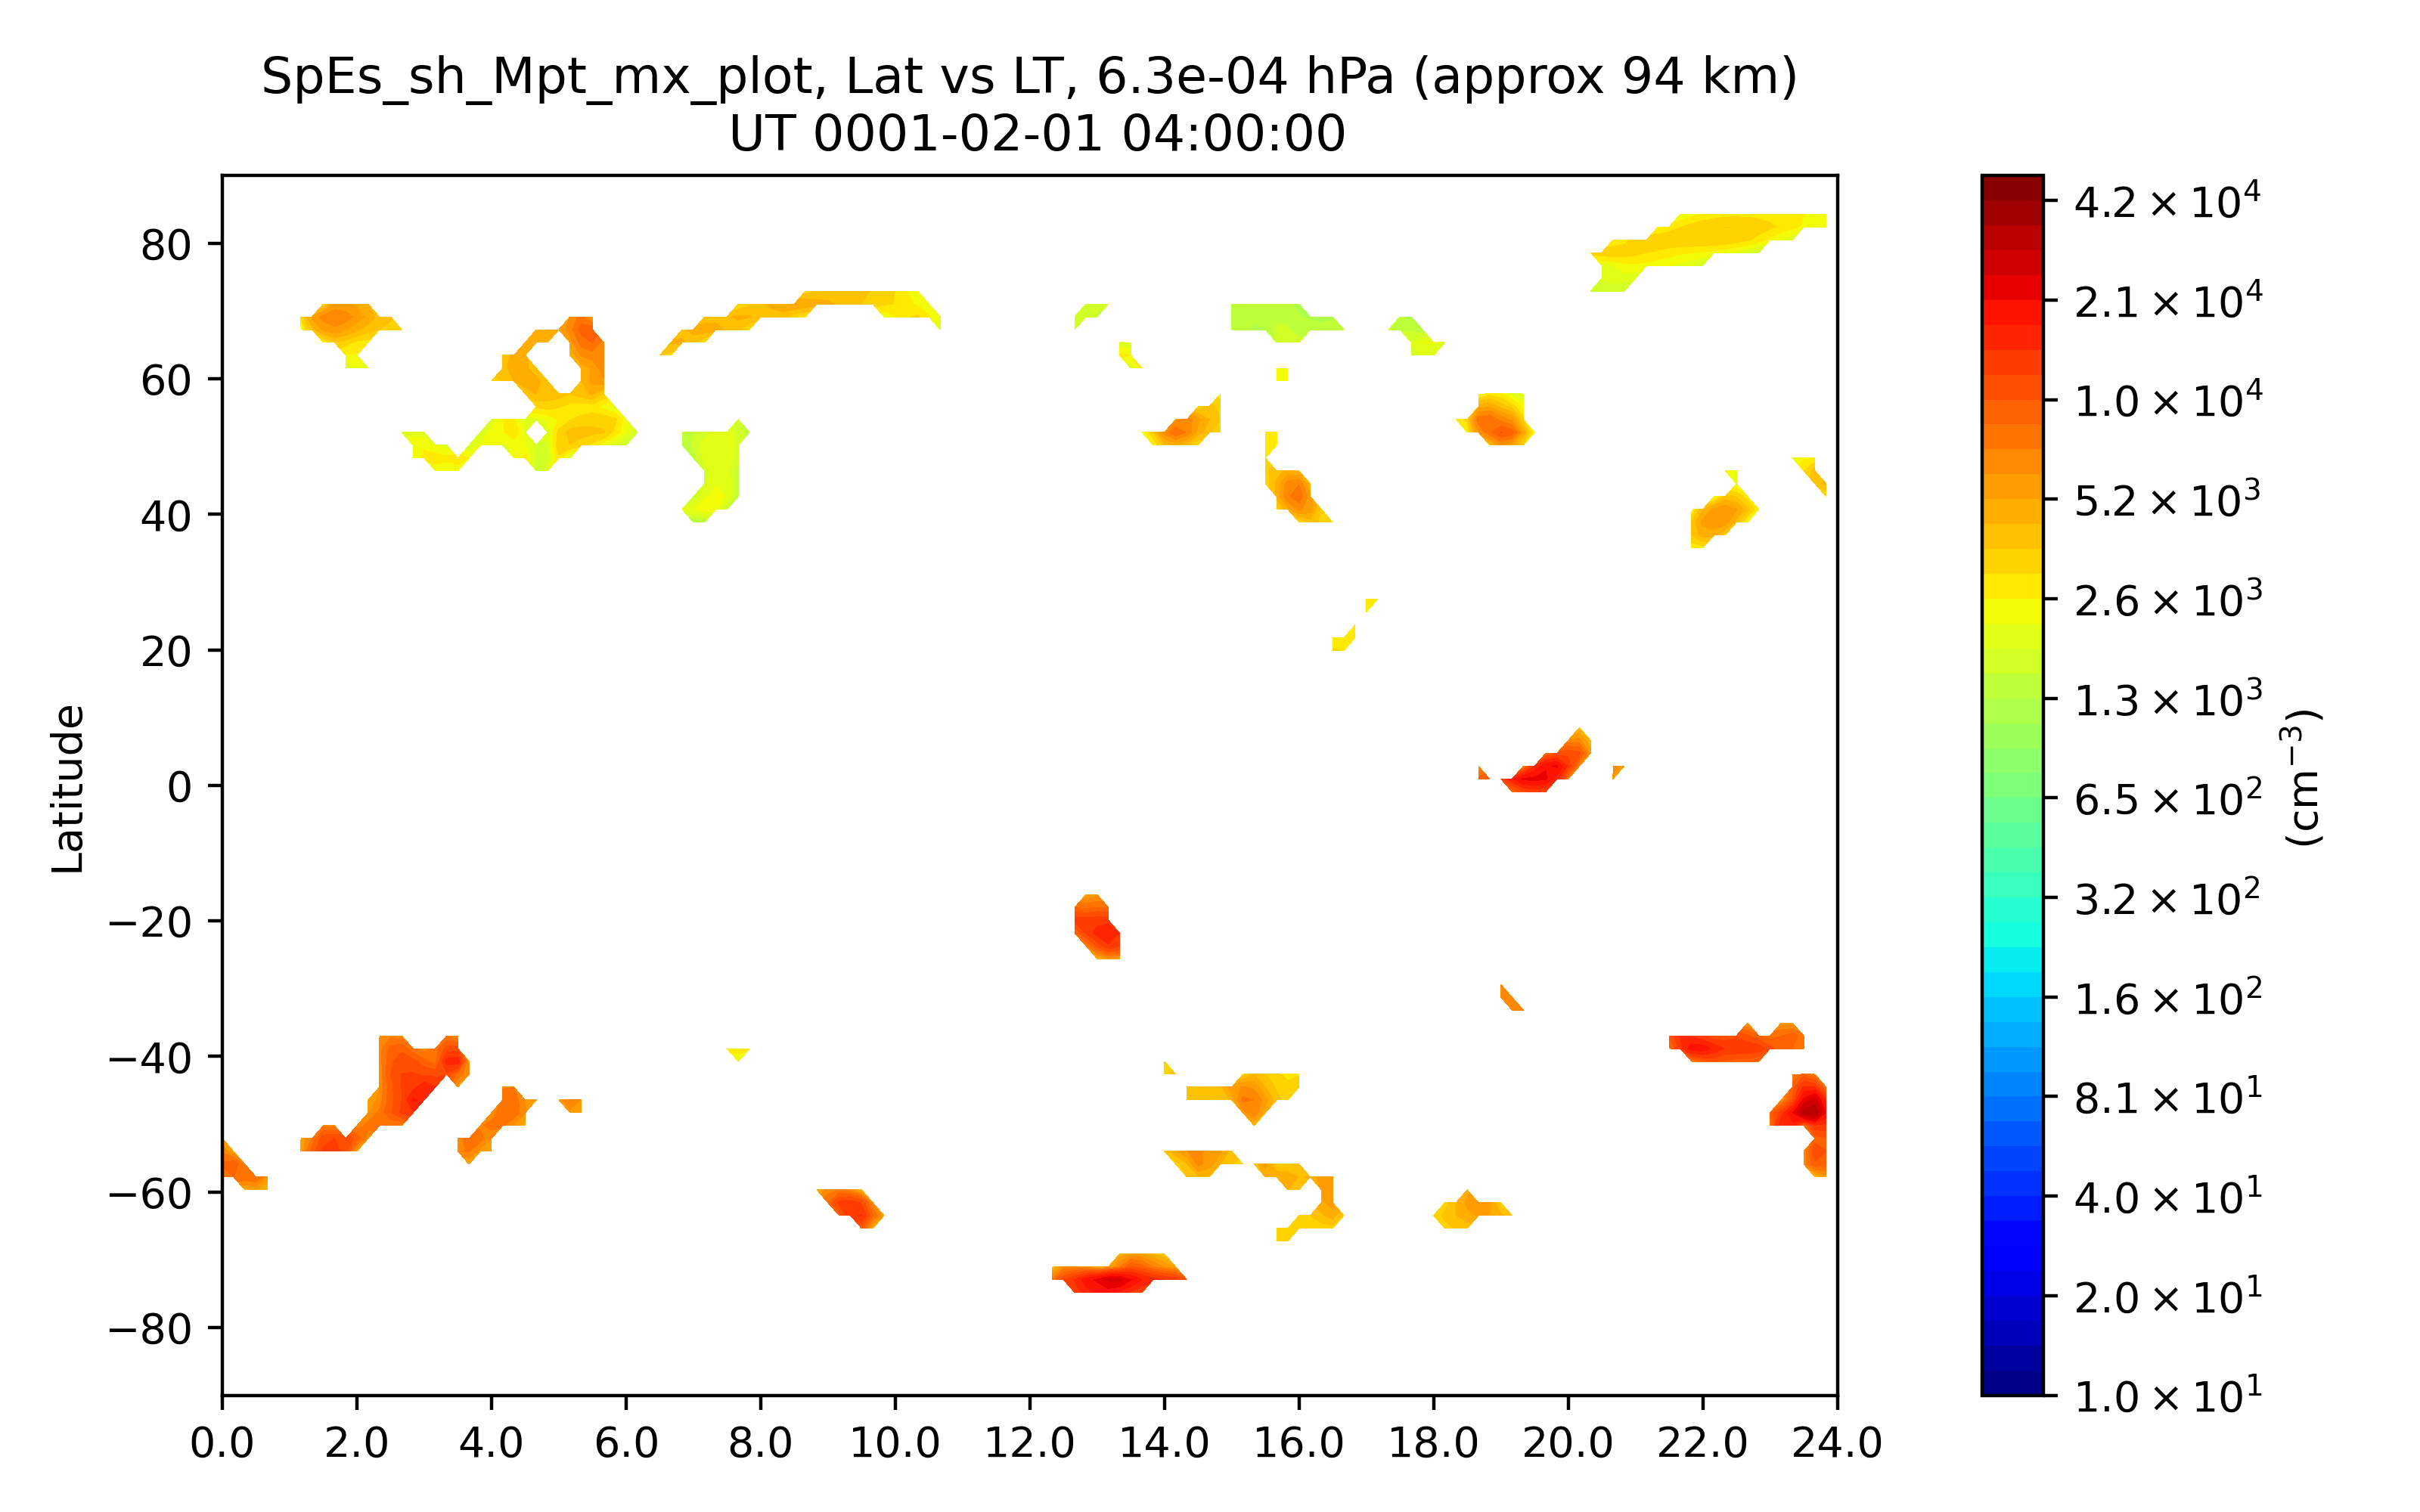 SpEs_sh_Mpt_mx_plot, Lat vs LT, 6.3e-04 hPa (approx 94 km)
UT 0001-02-01 04:00:00
Latitude
80
60
40
20
0
−20
−40
−60
−80
0.0 2.0 4.0 6.0 8.0 10.0 12.0 14.0 16.0 18.0 20.0 22.0 24.0
4.2 × 10⁴
2.1 × 10⁴
1.0 × 10⁴
5.2 × 10³
2.6 × 10³
1.3 × 10³
6.5 × 10²
3.2 × 10²
1.6 × 10²
8.1 × 10¹
4.0 × 10¹
2.0 × 10¹
1.0 × 10¹
(cm⁻³)